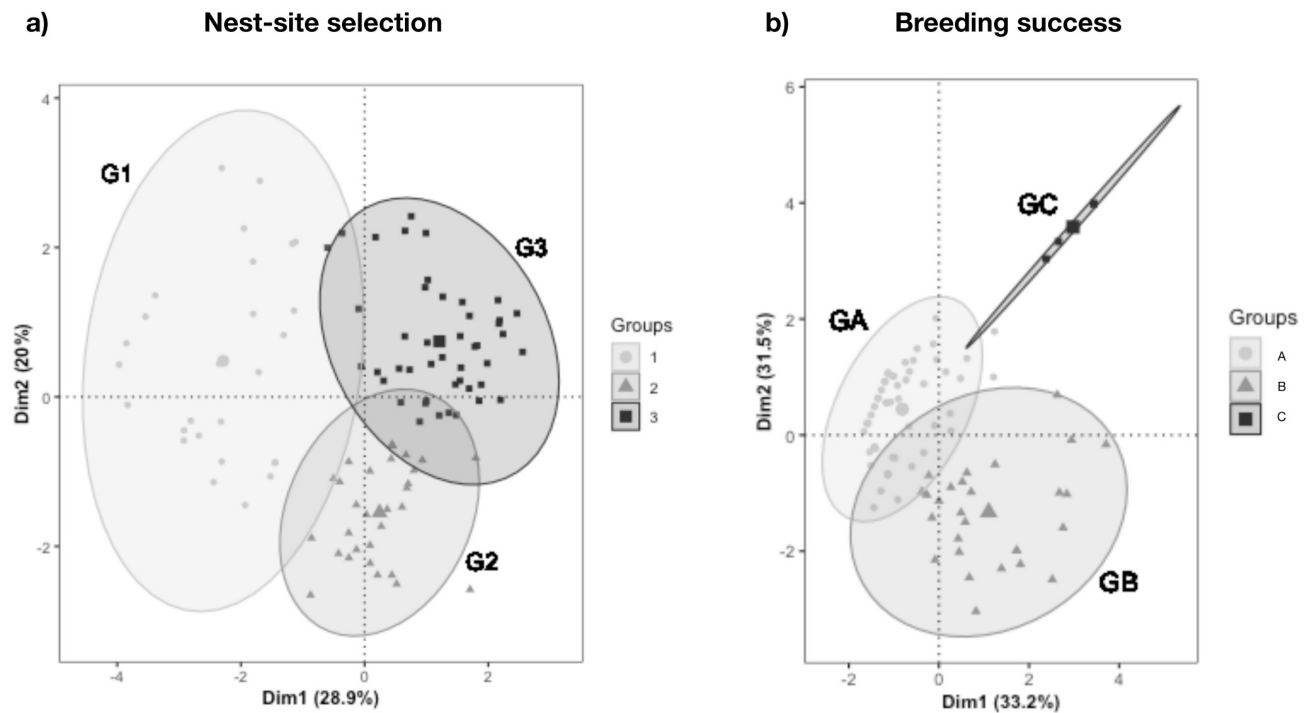 a) Nest-site selection
b) Breeding success
G1
G3
G2
4
2
0
-2
-4
-2
0
2
Dim2 (20%)
Dim1 (28.9%)
Groups
1
2
3
GC
GA
GB
6
4
2
0
-2
-2
0
2
4
Dim2 (31.5%)
Dim1 (33.2%)
Groups
A
B
C